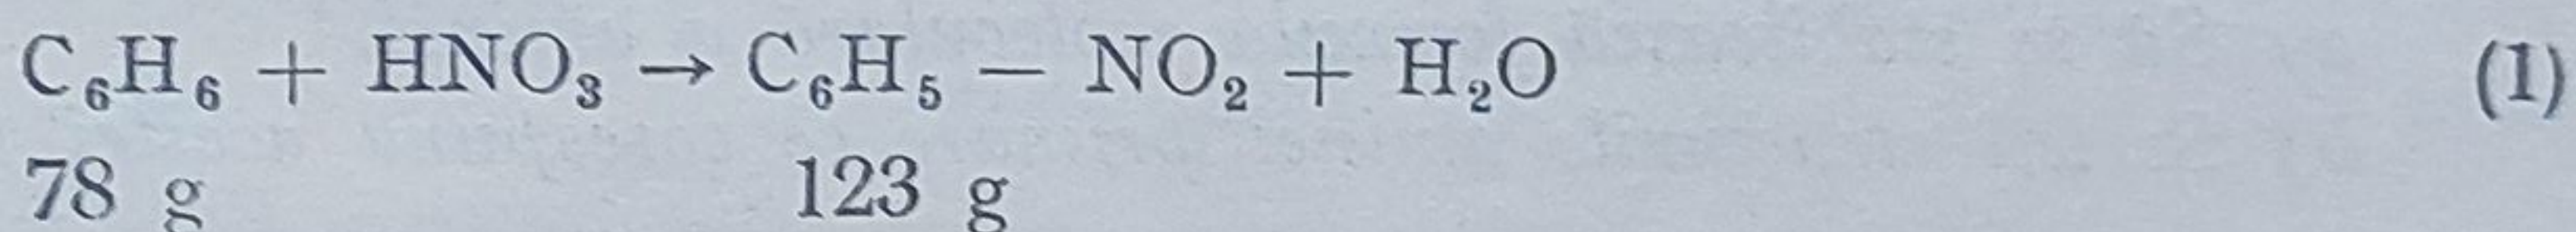 C₆H₆ + HNO₃ → C₆H₅ — NO₂ + H₂O (1)
78 g 123 g